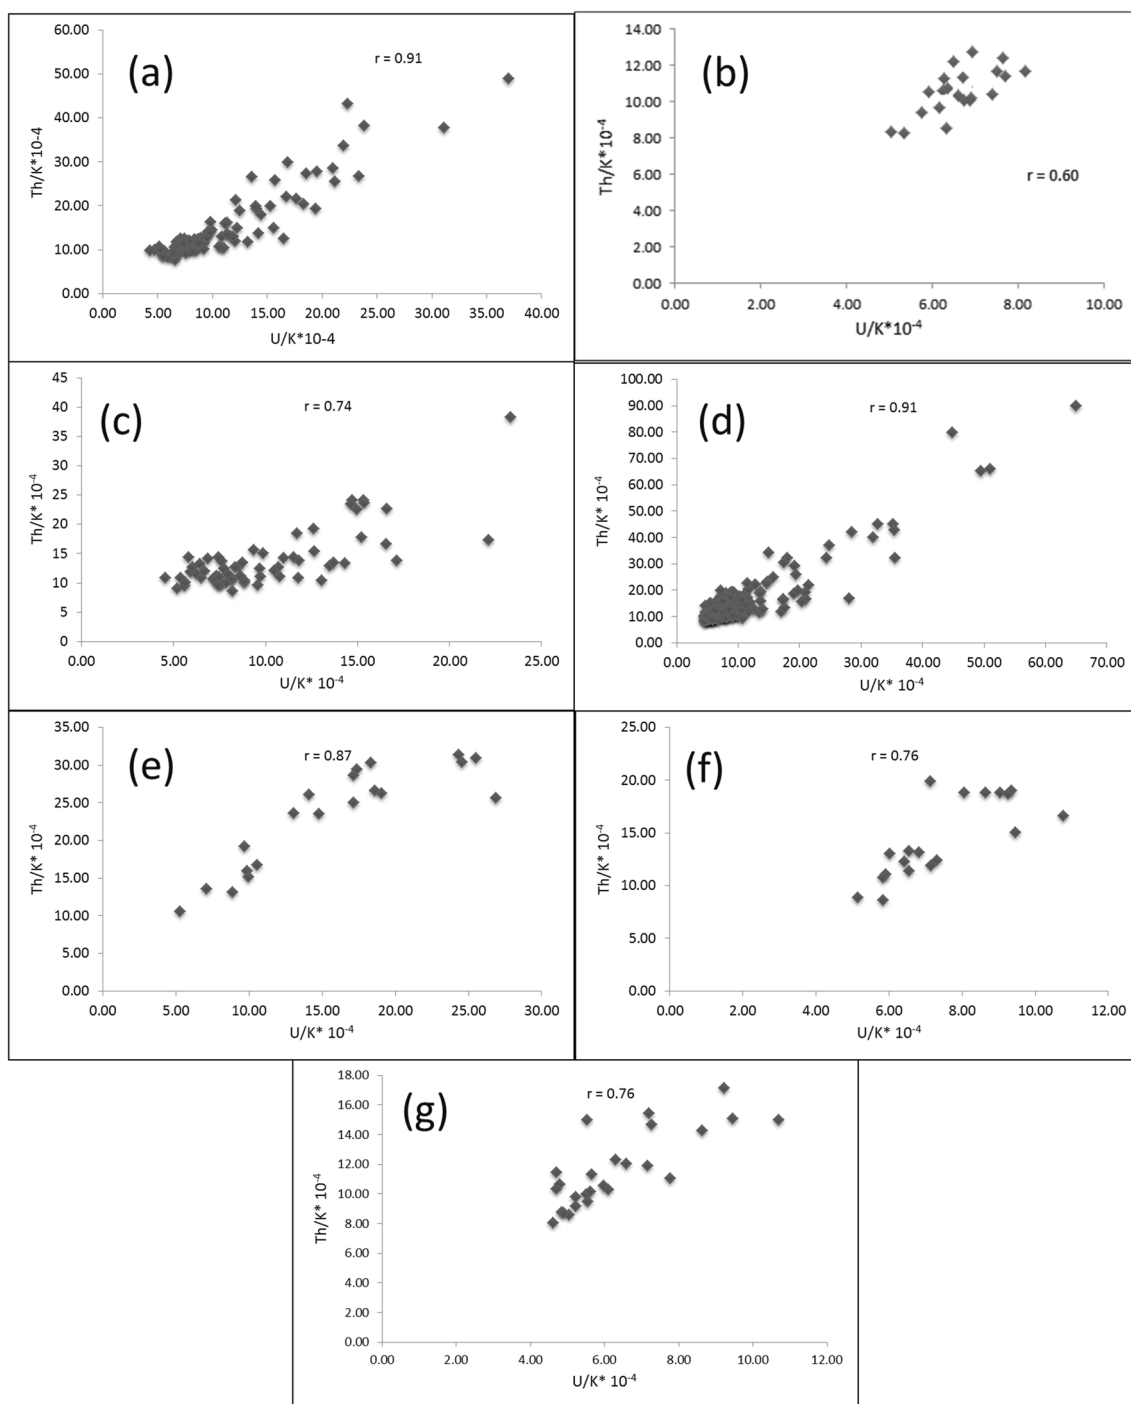 (a)
r = 0.91
60.00
50.00
40.00
30.00
20.00
10.00
0.00
Th/K*10-4
0.00 5.00 10.00 15.00 20.00 25.00 30.00 35.00 40.00
U/K*10-4
(b)
r = 0.60
14.00
12.00
10.00
8.00
6.00
4.00
2.00
0.00
Th/K*10⁻⁴
0.00 2.00 4.00 6.00 8.00 10.00
U/K*10⁻⁴
(c)
r = 0.74
45
40
35
30
25
20
15
10
5
0
Th/K* 10⁻⁴
0.00 5.00 10.00 15.00 20.00 25.00
U/K* 10⁻⁴
(d)
r = 0.91
100.00
90.00
80.00
70.00
60.00
50.00
40.00
30.00
20.00
10.00
0.00
Th/K* 10⁻⁴
0.00 10.00 20.00 30.00 40.00 50.00 60.00 70.00
U/K* 10⁻⁴
(e)
r = 0.87
35.00
30.00
25.00
20.00
15.00
10.00
5.00
0.00
Th/K* 10⁻⁴
0.00 5.00 10.00 15.00 20.00 25.00 30.00
U/K* 10⁻⁴
(f)
r = 0.76
25.00
20.00
15.00
10.00
5.00
0.00
Th/K* 10⁻⁴
0.00 2.00 4.00 6.00 8.00 10.00 12.00
U/K* 10⁻⁴
(g)
r = 0.76
18.00
16.00
14.00
12.00
10.00
8.00
6.00
4.00
2.00
0.00
Th/K* 10⁻⁴
0.00 2.00 4.00 6.00 8.00 10.00 12.00
U/K* 10⁻⁴